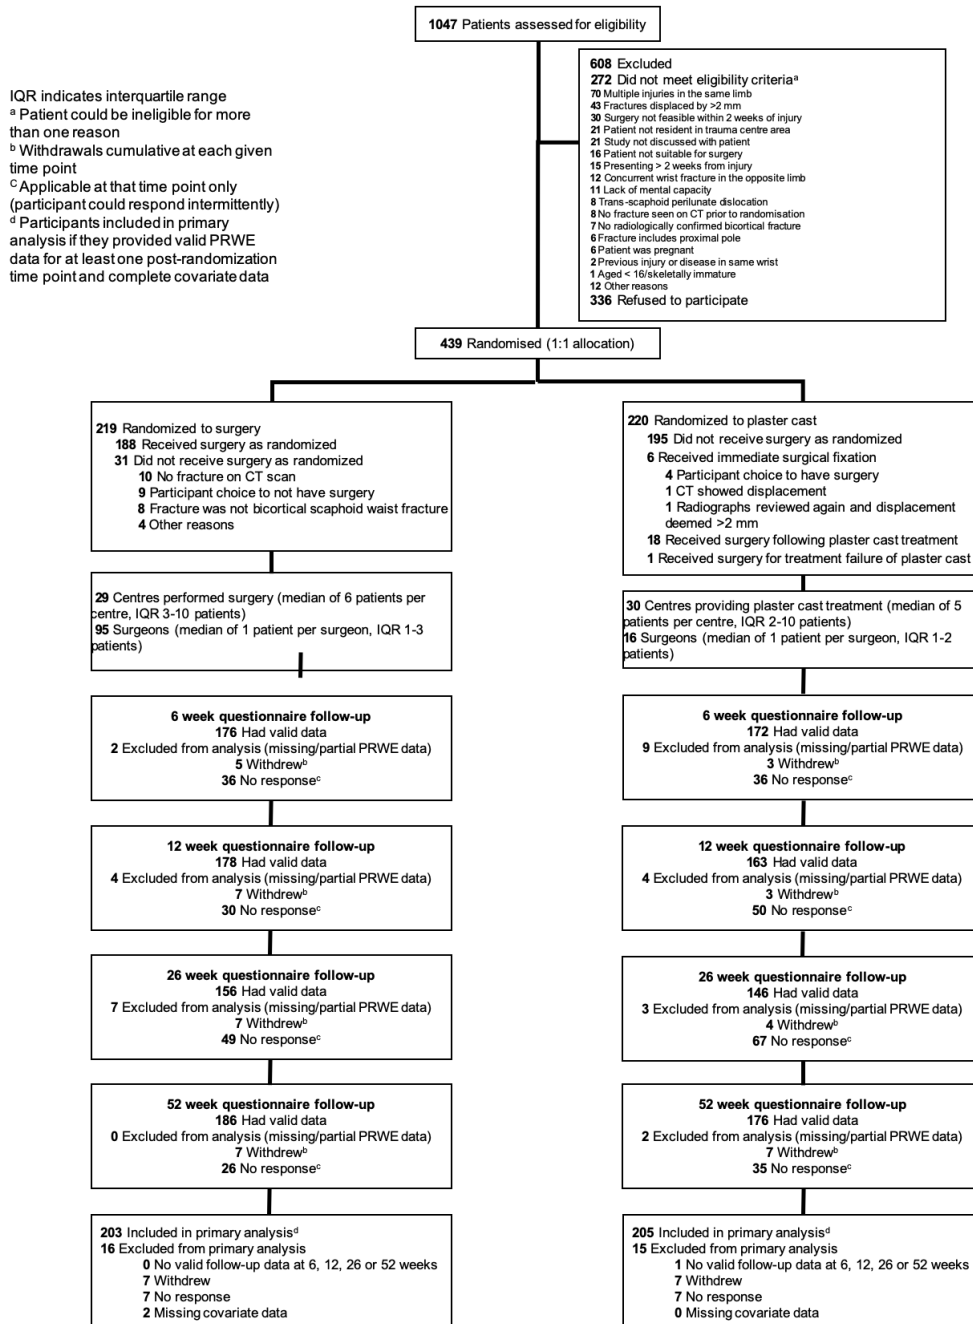 1047 Patients assessed for eligibility
IQR indicates interquartile range
a Patient could be ineligible for more
than one reason
b Withdrawals cumulative at each given
time point
C Applicable at that time point only
(participant could respond intermittently)
d Participants included in primary
analysis if they provided valid PRWE
data for at least one post-randomization
time point and complete covariate data
608 Excluded
272 Did not meet eligibility criteriaa
70 Multiple injuries in the same limb
43 Fractures displaced by >2 mm
30 Surgery not feasible within 2 weeks of injury
21 Patient not resident in trauma centre area
21 Study not discussed with patient
16 Patient not suitable for surgery
15 Presenting > 2 weeks from injury
12 Concurrent wrist fracture in the opposite limb
11 Lack of mental capacity
8 Trans-scaphoid perilunate dislocation
8 No fracture seen on CT prior to randomisation
7 No radiologically confirmed bicortical fracture
6 Fracture includes proximal pole
6 Patient was pregnant
2 Previous injury or disease in same wrist
1 Aged < 16/skeletally immature
12 Other reasons
336 Refused to participate
439 Randomised (1:1 allocation)
219 Randomized to surgery
188 Received surgery as randomized
31 Did not receive surgery as randomized
10 No fracture on CT scan
9 Participant choice to not have surgery
8 Fracture was not bicortical scaphoid waist fracture
4 Other reasons
220 Randomized to plaster cast
195 Did not receive surgery as randomized
6 Received immediate surgical fixation
4 Participant choice to have surgery
1 CT showed displacement
1 Radiographs reviewed again and displacement
deemed >2 mm
18 Received surgery following plaster cast treatment
1 Received surgery for treatment failure of plaster cast
29 Centres performed surgery (median of 6 patients per
centre, IQR 3-10 patients)
95 Surgeons (median of 1 patient per surgeon, IQR 1-3
patients)
30 Centres providing plaster cast treatment (median of 5
patients per centre, IQR 2-10 patients)
16 Surgeons (median of 1 patient per surgeon, IQR 1-2
patients)
6 week questionnaire follow-up
176 Had valid data
2 Excluded from analysis (missing/partial PRWE data)
5 Withdrewb
36 No responsec
6 week questionnaire follow-up
172 Had valid data
9 Excluded from analysis (missing/partial PRWE data)
3 Withdrewb
36 No responsec
12 week questionnaire follow-up
178 Had valid data
4 Excluded from analysis (missing/partial PRWE data)
7 Withdrewb
30 No responsec
12 week questionnaire follow-up
163 Had valid data
4 Excluded from analysis (missing/partial PRWE data)
3 Withdrewb
50 No responsec
26 week questionnaire follow-up
156 Had valid data
7 Excluded from analysis (missing/partial PRWE data)
7 Withdrewb
49 No responsec
26 week questionnaire follow-up
146 Had valid data
3 Excluded from analysis (missing/partial PRWE data)
4 Withdrewb
67 No responsec
52 week questionnaire follow-up
186 Had valid data
0 Excluded from analysis (missing/partial PRWE data)
7 Withdrewb
26 No responsec
52 week questionnaire follow-up
176 Had valid data
2 Excluded from analysis (missing/partial PRWE data)
7 Withdrewb
35 No responsec
203 Included in primary analysisd
16 Excluded from primary analysis
0 No valid follow-up data at 6, 12, 26 or 52 weeks
7 Withdrew
7 No response
2 Missing covariate data
205 Included in primary analysisd
15 Excluded from primary analysis
1 No valid follow-up data at 6, 12, 26 or 52 weeks
7 Withdrew
7 No response
0 Missing covariate data